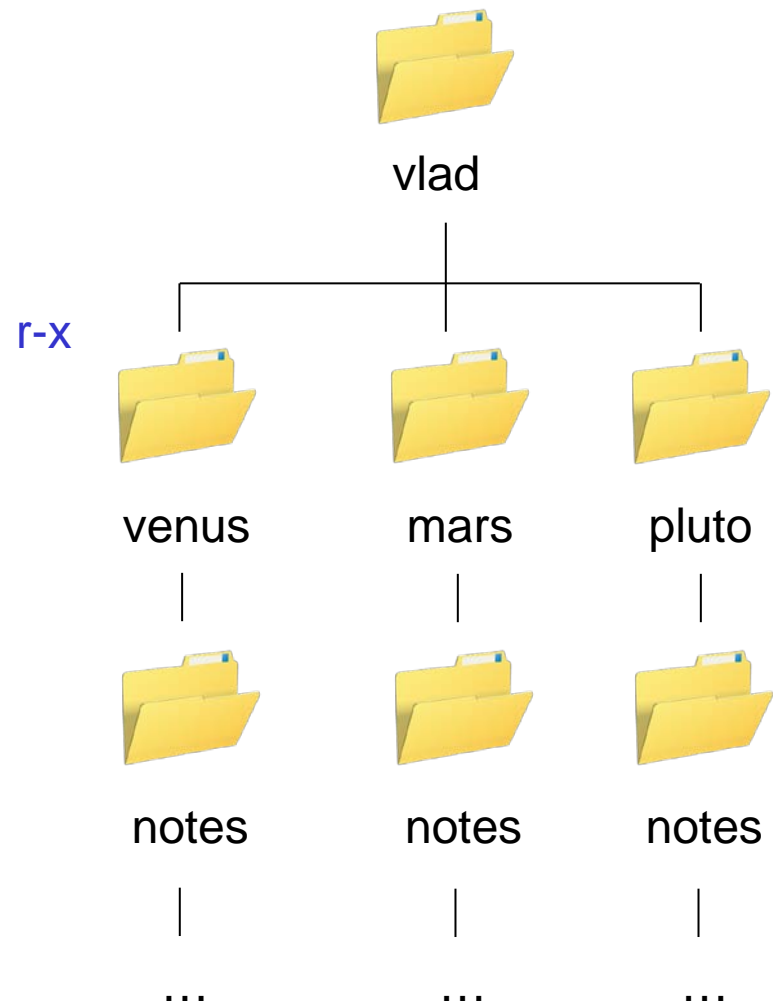 vlad
r-x
venus mars pluto
notes notes notes
... ... ...